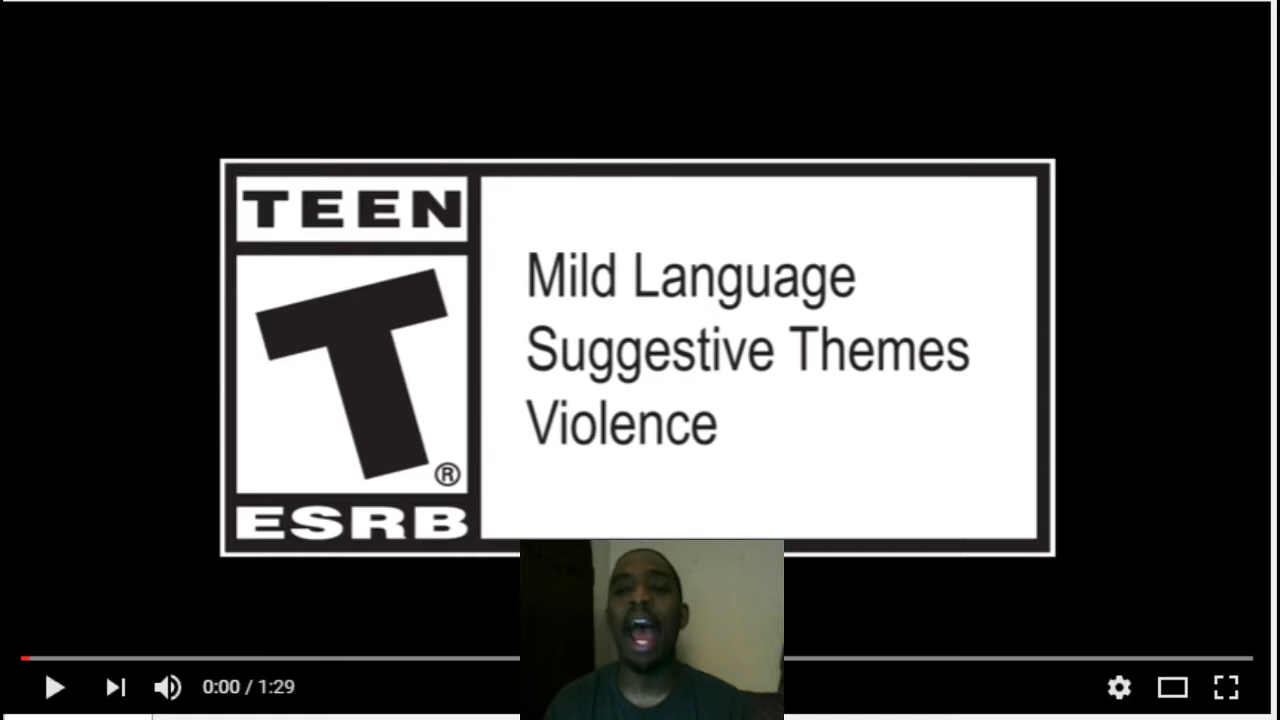 TEEN
T®
ESRB
Mild Language
Suggestive Themes
Violence
0:00 / 1:29